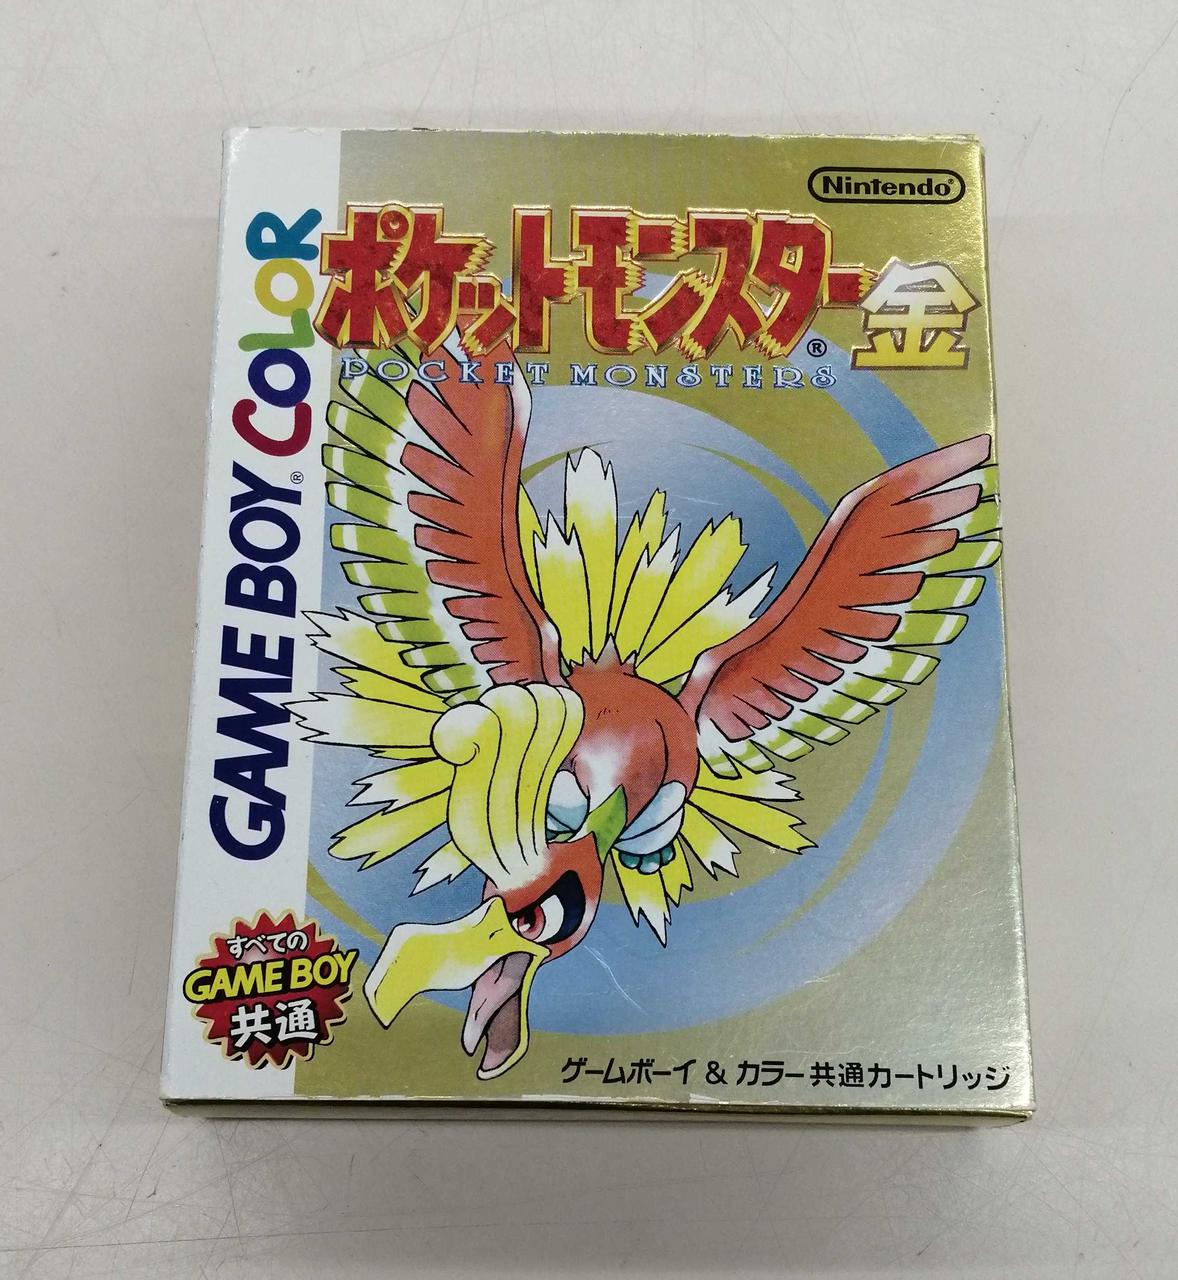 Nintendo®
ポケットモンスター金
®
POCKET MONSTERS
GAME BOY® COLOR
すべての
GAME BOY
共通
ゲームボーイ & カラー共通カートリッジ